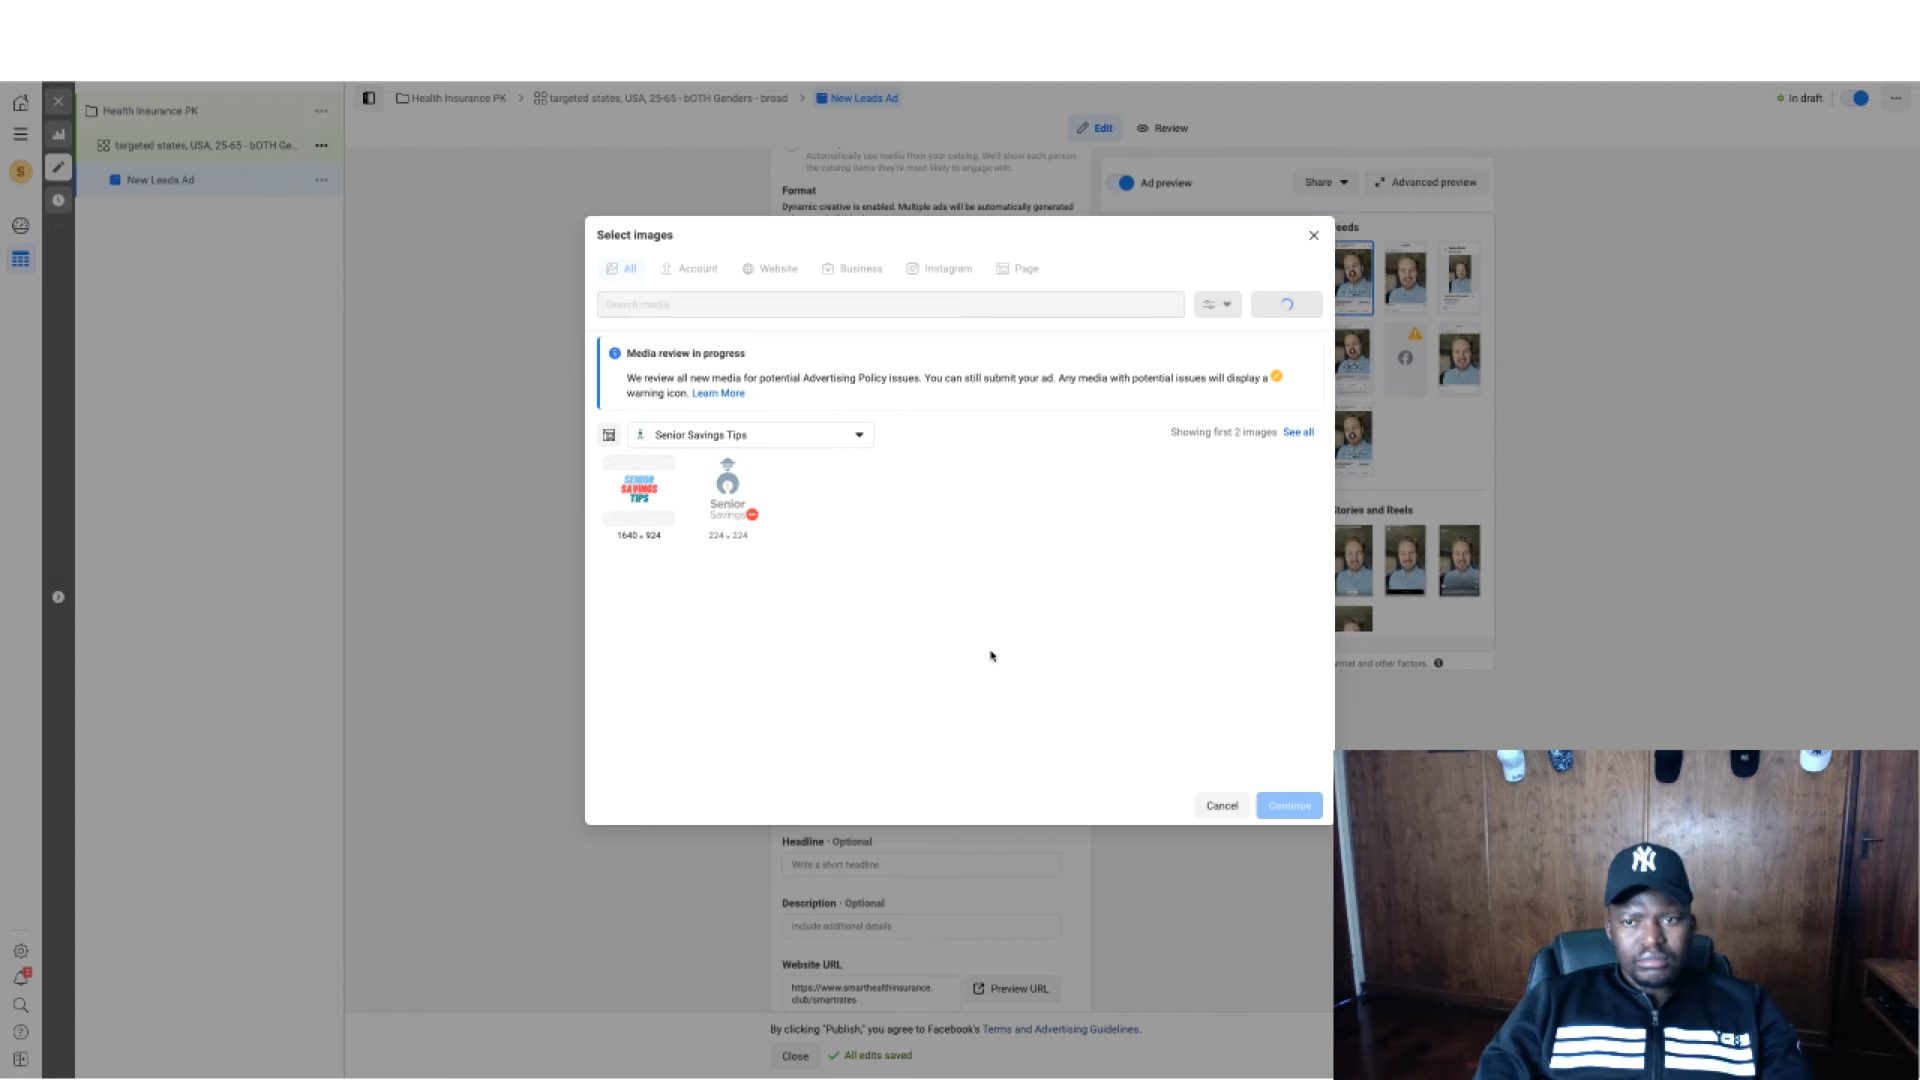 Health Insurance PK
targeted states, USA, 25-65 - bOTH Ge...
New Leads Ad
S
Health Insurance PK > targeted states, USA, 25-65 - bOTH Genders - broad > New Leads Ad
In draft
Edit
Review
Automatically use media from your catalog. We'll show each person
the catalog items they're most likely to engage with.
Format
Dynamic creative is enabled. Multiple ads will be automatically generated
Ad preview
Share
Advanced preview
eeds
Select images
All
Account
Website
Business
Instagram
Page
Search media
Media review in progress
We review all new media for potential Advertising Policy issues. You can still submit your ad. Any media with potential issues will display a
warning icon. Learn More
Senior Savings Tips
Showing first 2 images See all
SENIOR
SAVINGS
TIPS
Senior
Savings
1640 × 924
224 × 224
Stories and Reels
rmat and other factors.
Cancel
Continue
Headline · Optional
Write a short headline
Description · Optional
Include additional details
Website URL
https://www.smarthealthinsurance.
club/smartrates
Preview URL
By clicking "Publish," you agree to Facebook's Terms and Advertising Guidelines.
Close
All edits saved
2
NY